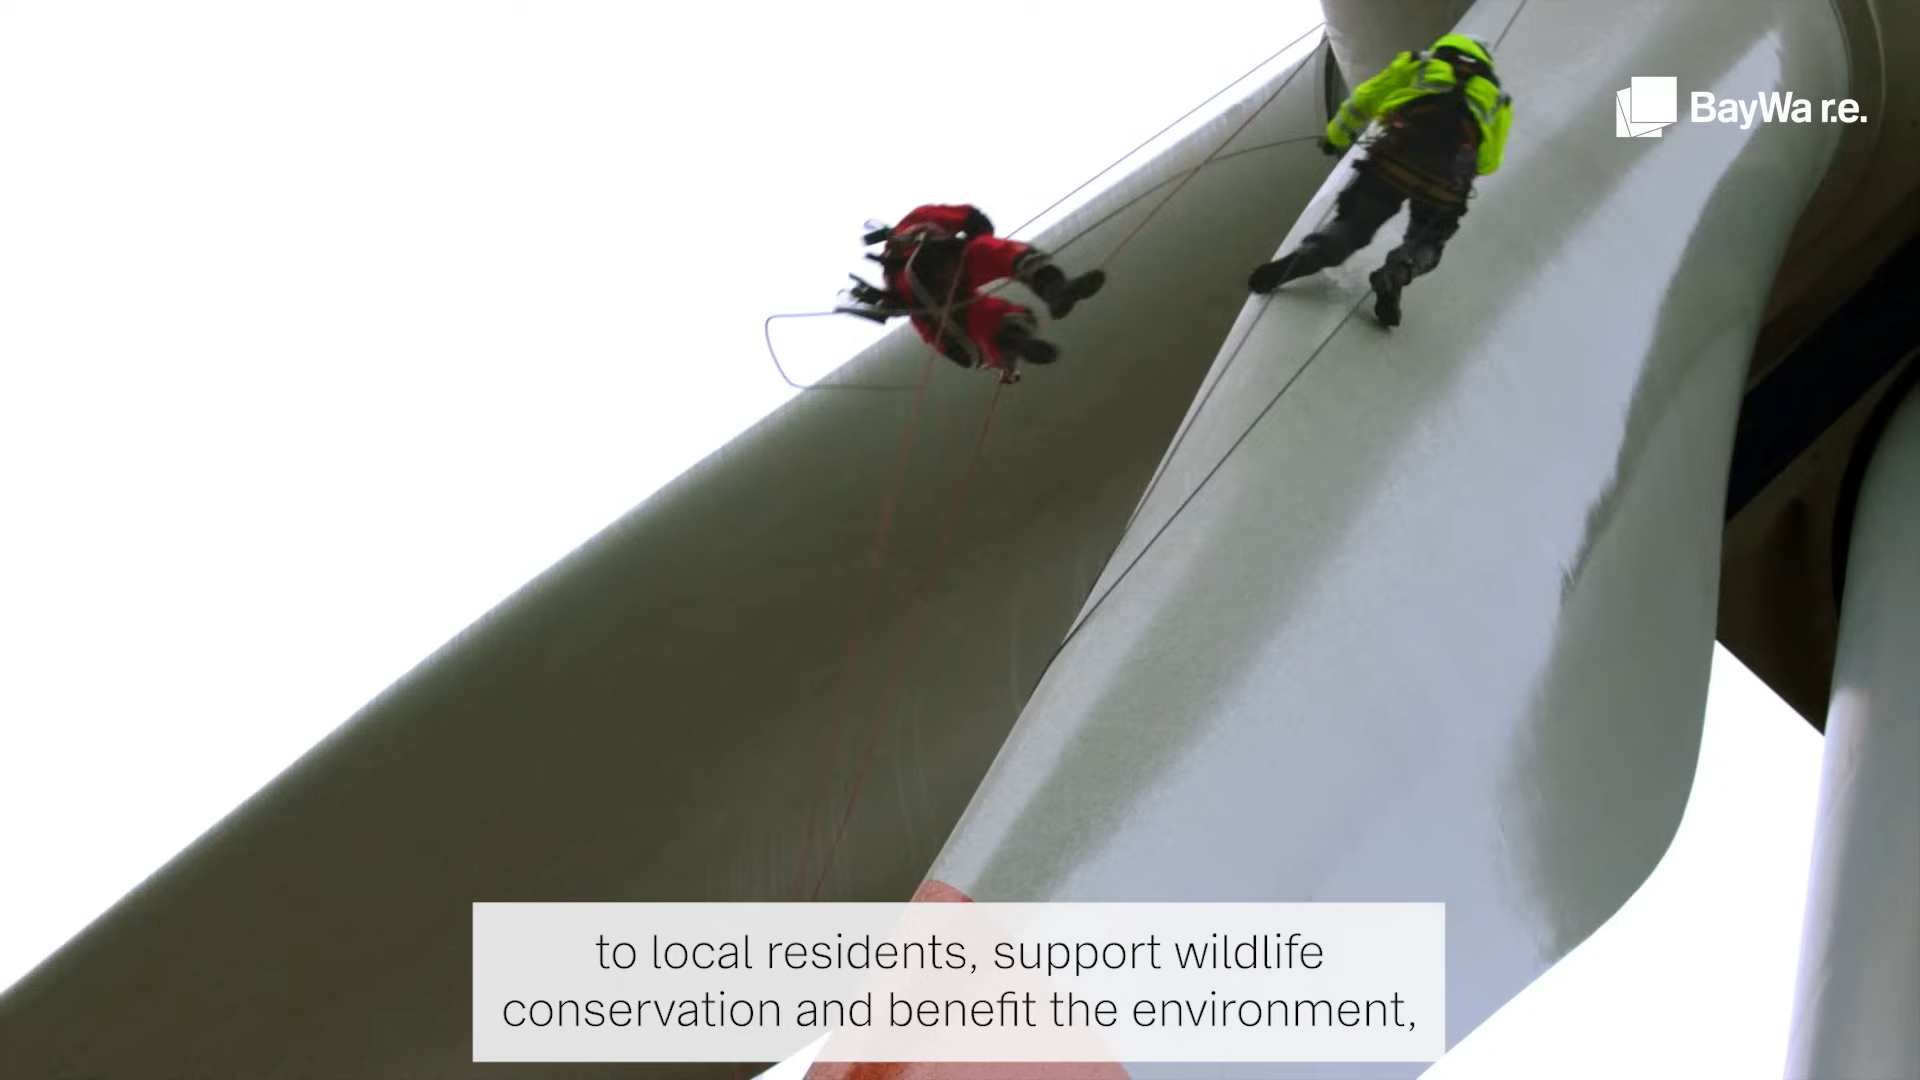 BayWa r.e.
to local residents, support wildlife
conservation and benefit the environment,